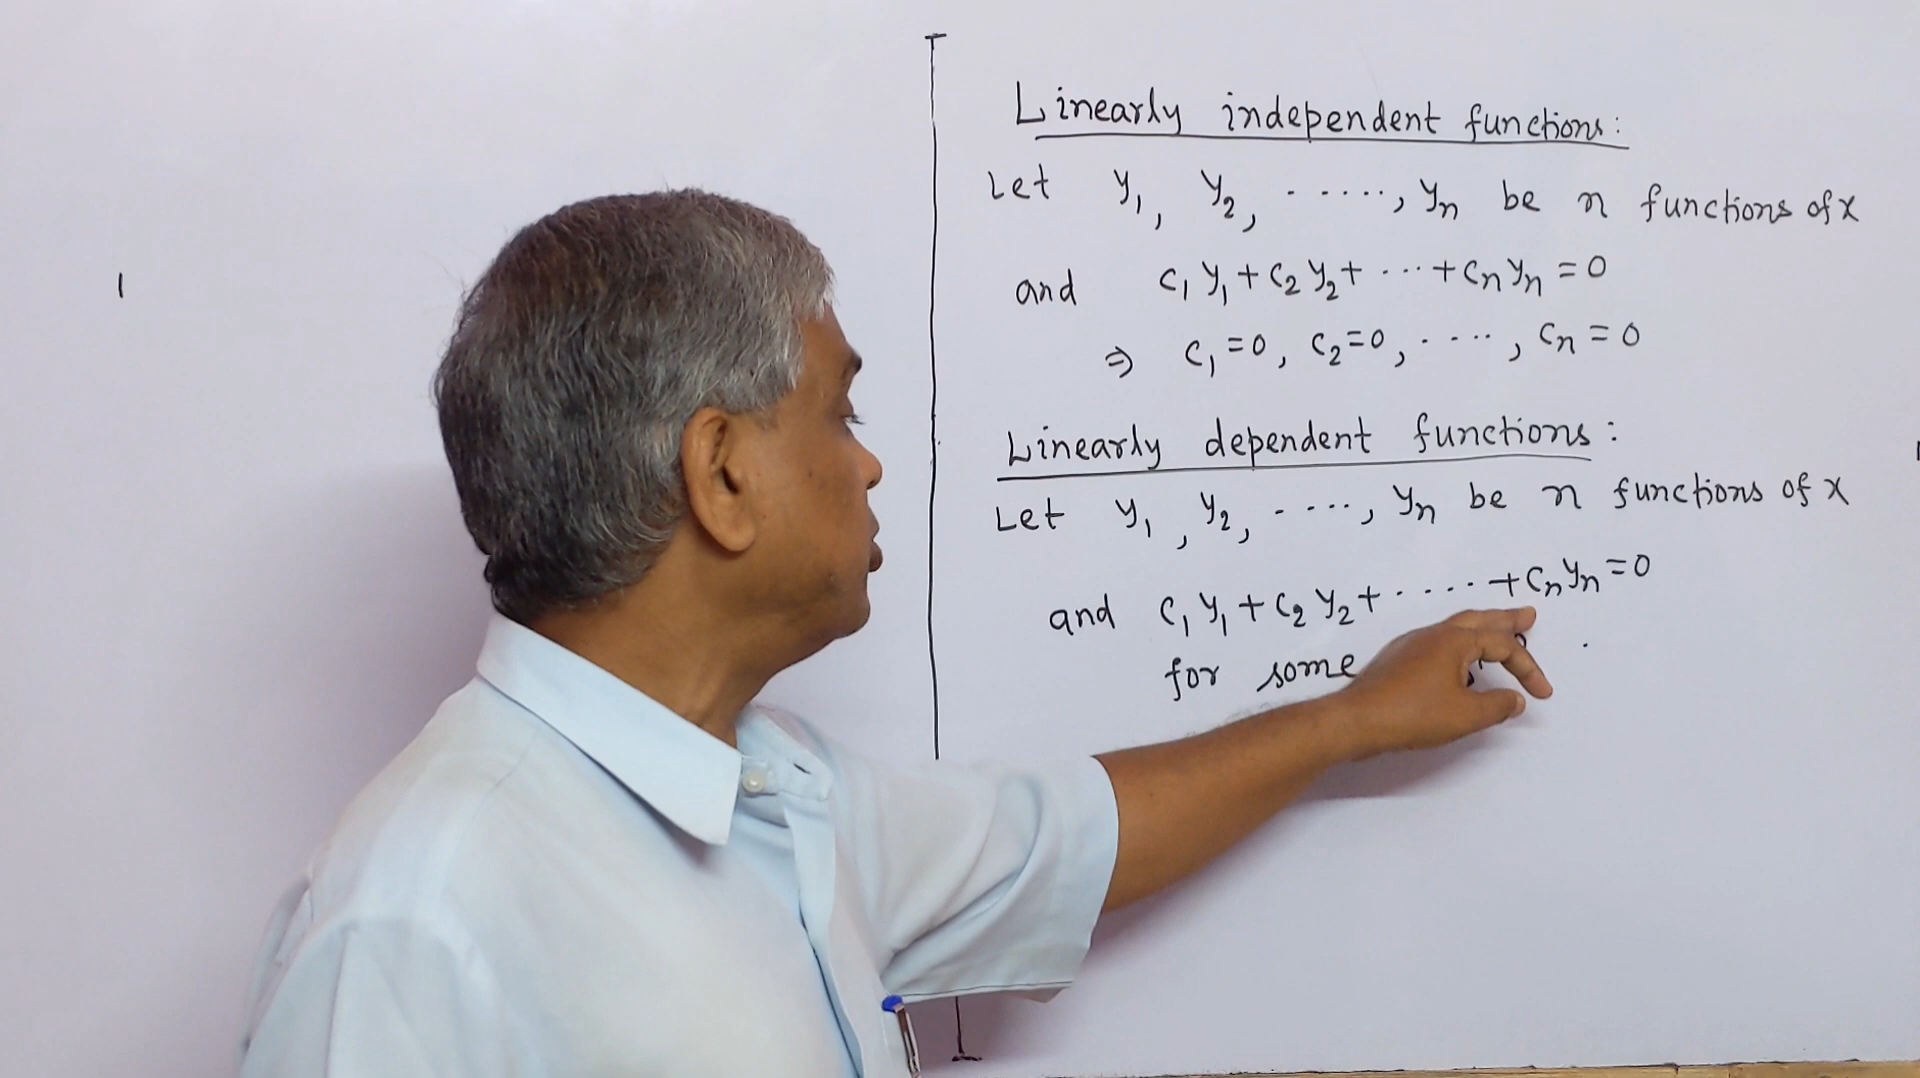 Linearly independent functions:
Let y₁, y₂, ....., yₙ be n functions of x
and c₁ y₁ + c₂ y₂ + ... + cₙ yₙ = 0
⇒ c₁ = 0, c₂ = 0, ...., cₙ = 0
Linearly dependent functions:
Let y₁, y₂, ...., yₙ be n functions of x
and c₁ y₁ + c₂ y₂ + ..... + cₙ yₙ = 0
for some